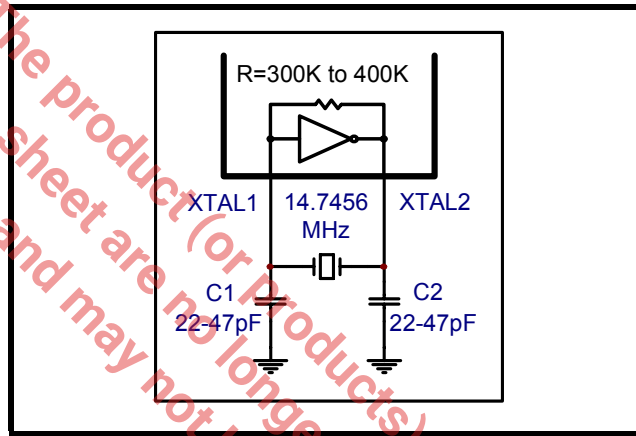 R=300K to 400K
XTAL1
14.7456
MHz
XTAL2
C1
22-47pF
C2
22-47pF
The product (or products)
sheet are no longe
and may not